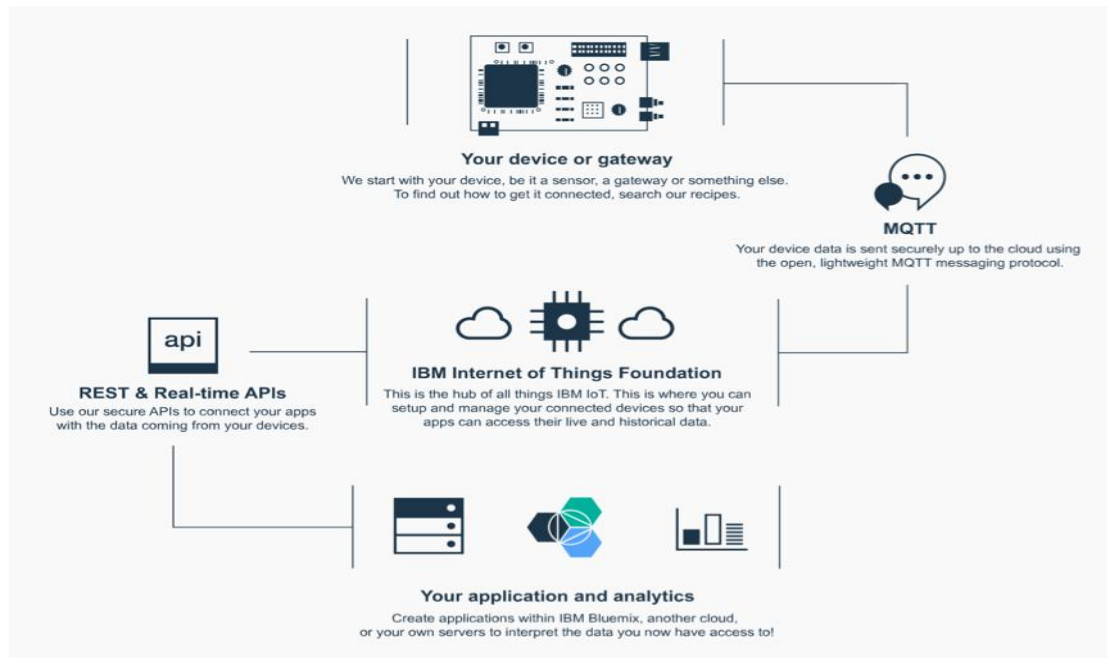 Your device or gateway
We start with your device, be it a sensor, a gateway or something else.
To find out how to get it connected, search our recipes.
MQTT
Your device data is sent securely up to the cloud using
the open, lightweight MQTT messaging protocol.
IBM Internet of Things Foundation
This is the hub of all things IBM IoT. This is where you can
setup and manage your connected devices so that your
apps can access their live and historical data.
api
REST & Real-time APIs
Use our secure APIs to connect your apps
with the data coming from your devices.
Your application and analytics
Create applications within IBM Bluemix, another cloud,
or your own servers to interpret the data you now have access to!